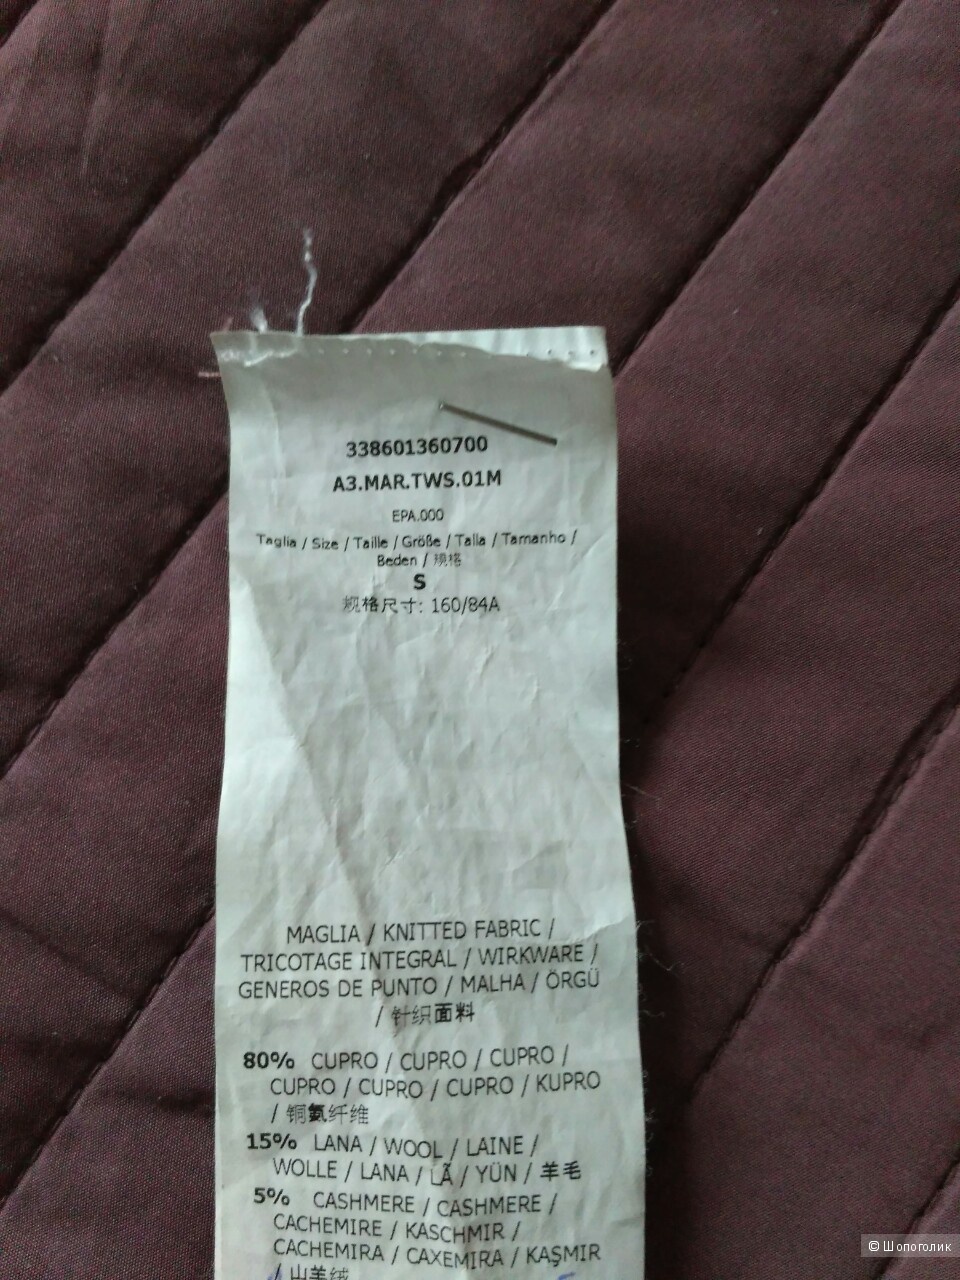 338601360700
A3.MAR.TWS.01M
EPA.000
Taglia / Size / Taille / Größe / Talla / Tamanho /
Beden / 规格
S
规格尺寸: 160/84A
MAGLIA / KNITTED FABRIC /
TRICOTAGE INTEGRAL / WIRKWARE /
GENEROS DE PUNTO / MALHA / ÖRGÜ
/ 针织面料
80% CUPRO / CUPRO / CUPRO /
CUPRO / CUPRO / CUPRO / KUPRO
/ 铜氨纤维
15% LANA / WOOL / LAINE /
WOLLE / LANA / LÃ / YÜN / 羊毛
5% CASHMERE / CASHMERE /
CACHEMIRE / KASCHMIR /
CACHEMIRA / CAXEMIRA / KAŞMIR
/ 山羊绒
© Шопоголик